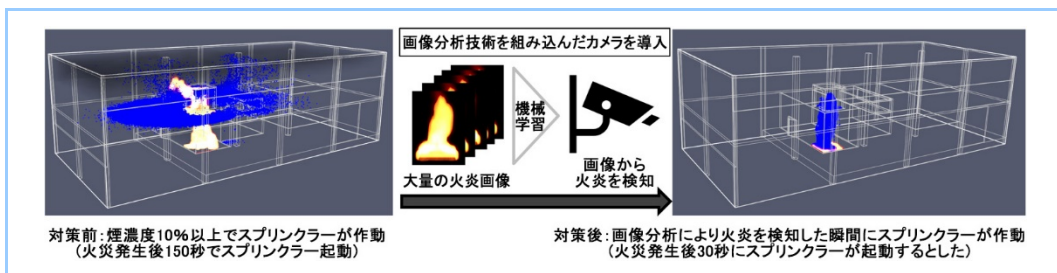 画像分析技術を組み込んだカメラを導入
機械
学習
大量の火炎画像
画像から
火炎を検知
対策前：煙濃度10%以上でスプリンクラーが作動
（火災発生後150秒でスプリンクラー起動）
対策後：画像分析により火炎を検知した瞬間にスプリンクラーが作動
（火災発生後30秒にスプリンクラーが起動するとした）